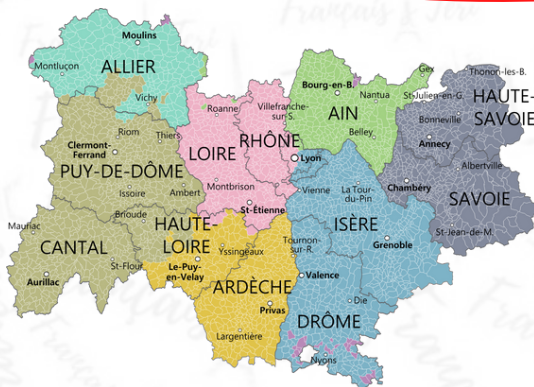 Moulins
Montluçon
ALLIER
Vichy
Gex
Thonon-les-B.
Bourg-en-B.
Nantua
St-Julien-en-G.
HAUTE-
SAVOIE
Roanne
Villefranche-
sur-S.
AIN
Bonneville
Riom
Thiers
Belley
Annecy
Clermont-
Ferrand
RHÔNE
LOIRE
Lyon
PUY-DE-DÔME
Albertville
Montbrison
Vienne
La Tour-
du-Pin
Chambéry
Issoire
Ambert
SAVOIE
St-Étienne
Brioude
Mauriac
HAUTE-
LOIRE
ISÈRE
St-Jean-de-M.
CANTAL
Yssingeaux
Tournon-
sur-R.
Grenoble
St-Flour
Le-Puy-
en-Velay
Aurillac
Valence
ARDÈCHE
Privas
Die
DRÔME
Largentière
Nyons